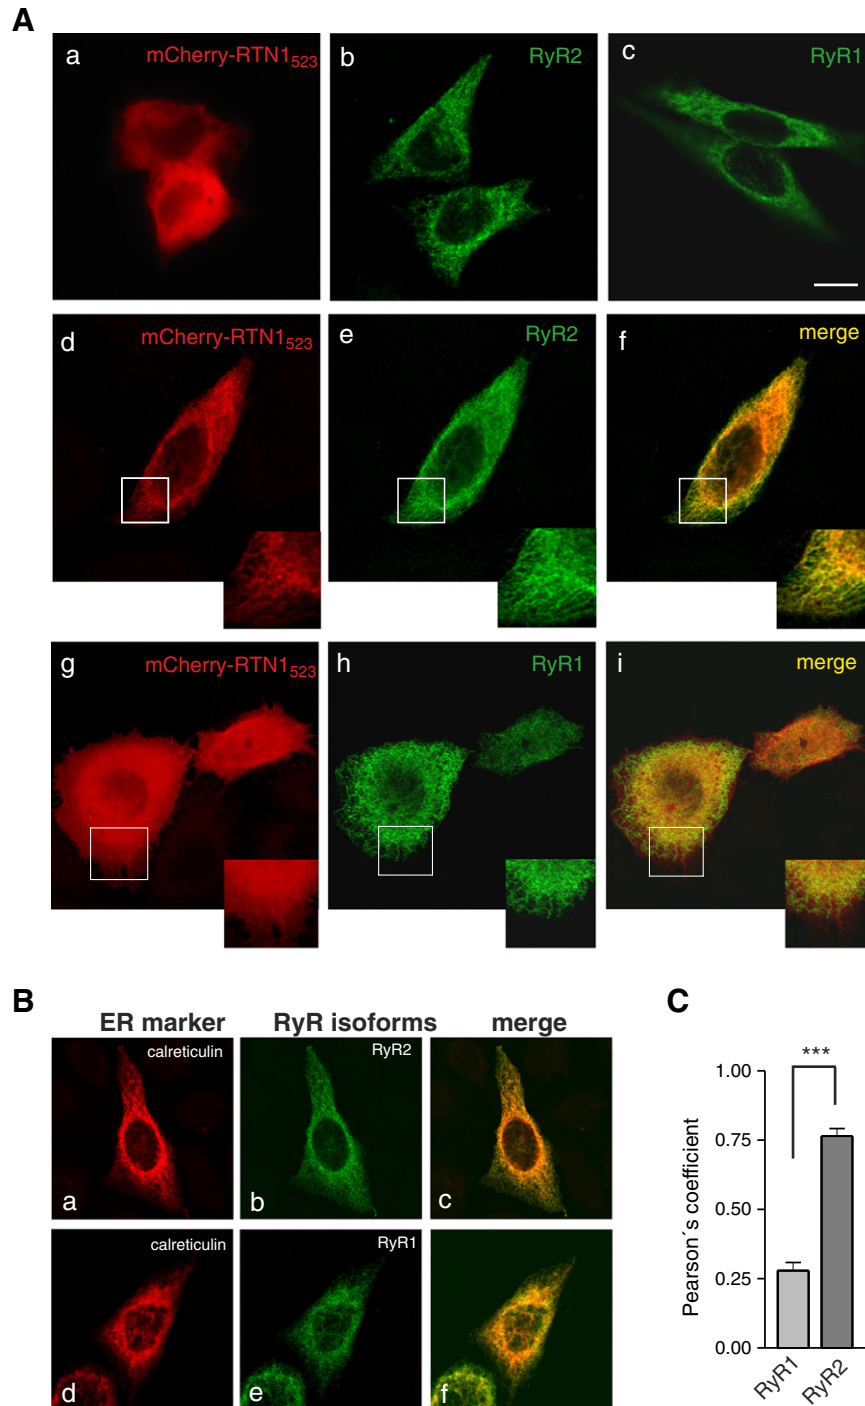 A
a mCherry-RTN1523
b RyR2
c RyR1
d mCherry-RTN1523
e RyR2
f merge
g mCherry-RTN1523
h RyR1
i merge
B
ER marker RyR isoforms merge
calreticulin
a
RyR2
b
c
calreticulin
d
RyR1
e
f
C
***
1.00
0.75
0.50
0.25
0.00
Pearson´s coefficient
RyR1
RyR2